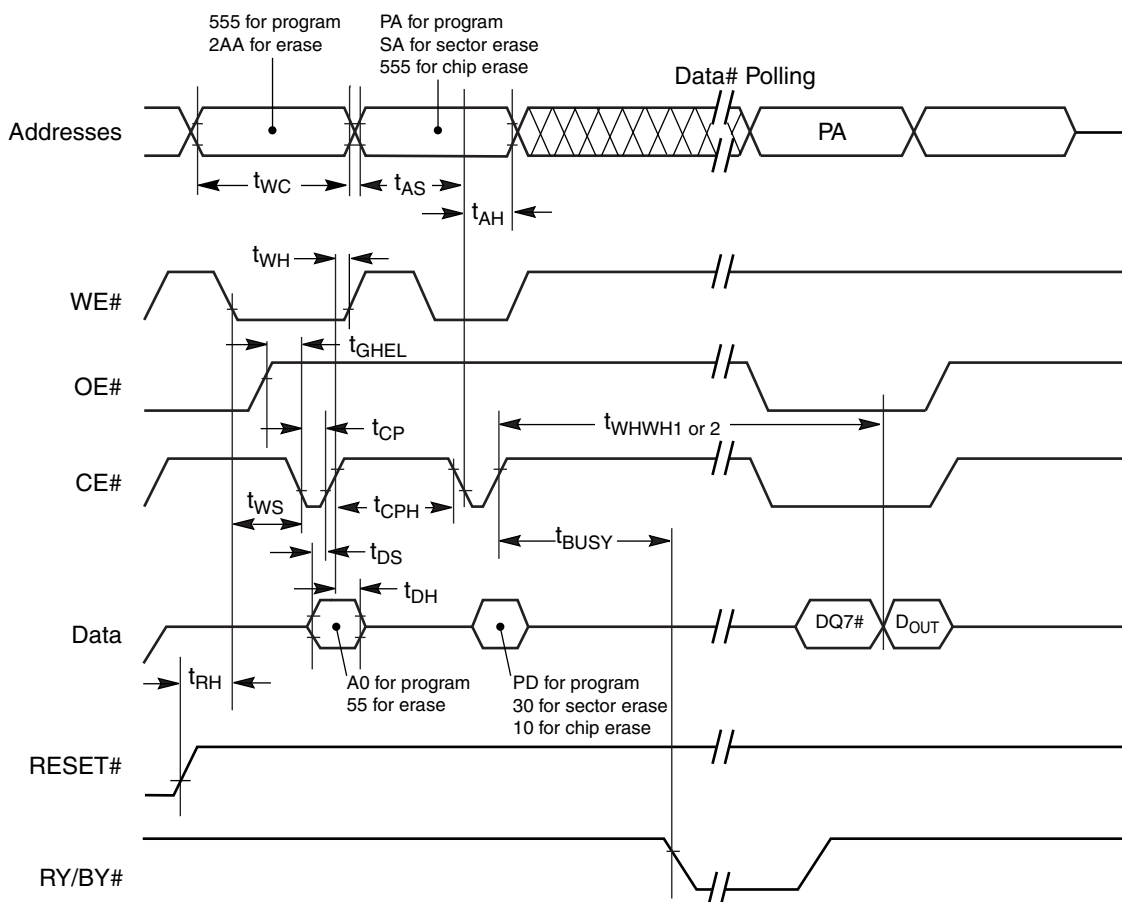 555 for program
2AA for erase
PA for program
SA for sector erase
555 for chip erase
Data# Polling
Addresses
PA
tWC
tAS
tAH
tWH
WE#
tGHEL
OE#
tWHWH1 or 2
tCP
CE#
tWS
tCPH
tBUSY
tDS
tDH
Data
DQ7#
DOUT
tRH
A0 for program
55 for erase
PD for program
30 for sector erase
10 for chip erase
RESET#
RY/BY#